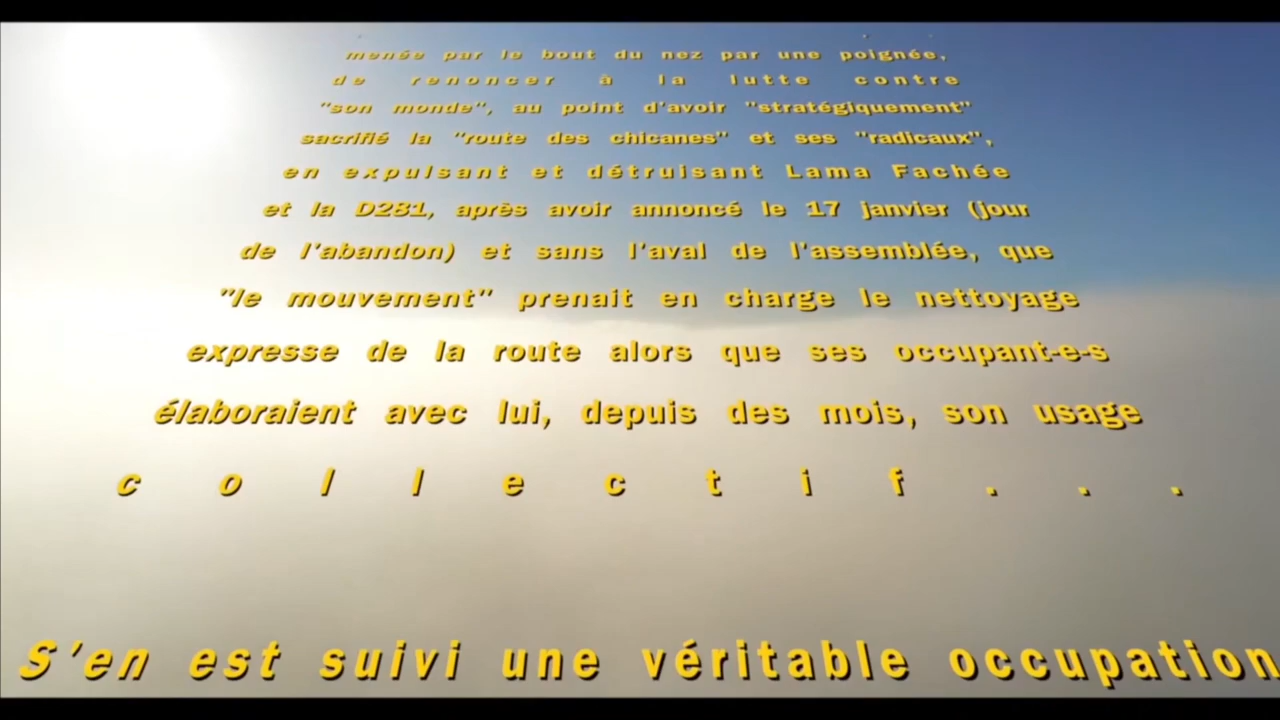 menée par le bout du nez par une poignée,
de renoncer à la lutte contre
"son monde", au point d'avoir "stratégiquement"
sacrifié la "route des chicanes" et ses "radicaux",
en expulsant et détruisant Lama Fachée
et la D281, après avoir annoncé le 17 janvier (jour
de l'abandon) et sans l'aval de l'assemblée, que
"le mouvement" prenait en charge le nettoyage
expresse de la route alors que ses occupant-e-s
élaboraient avec lui, depuis des mois, son usage
collectif...
S'en est suivi une véritable occupation